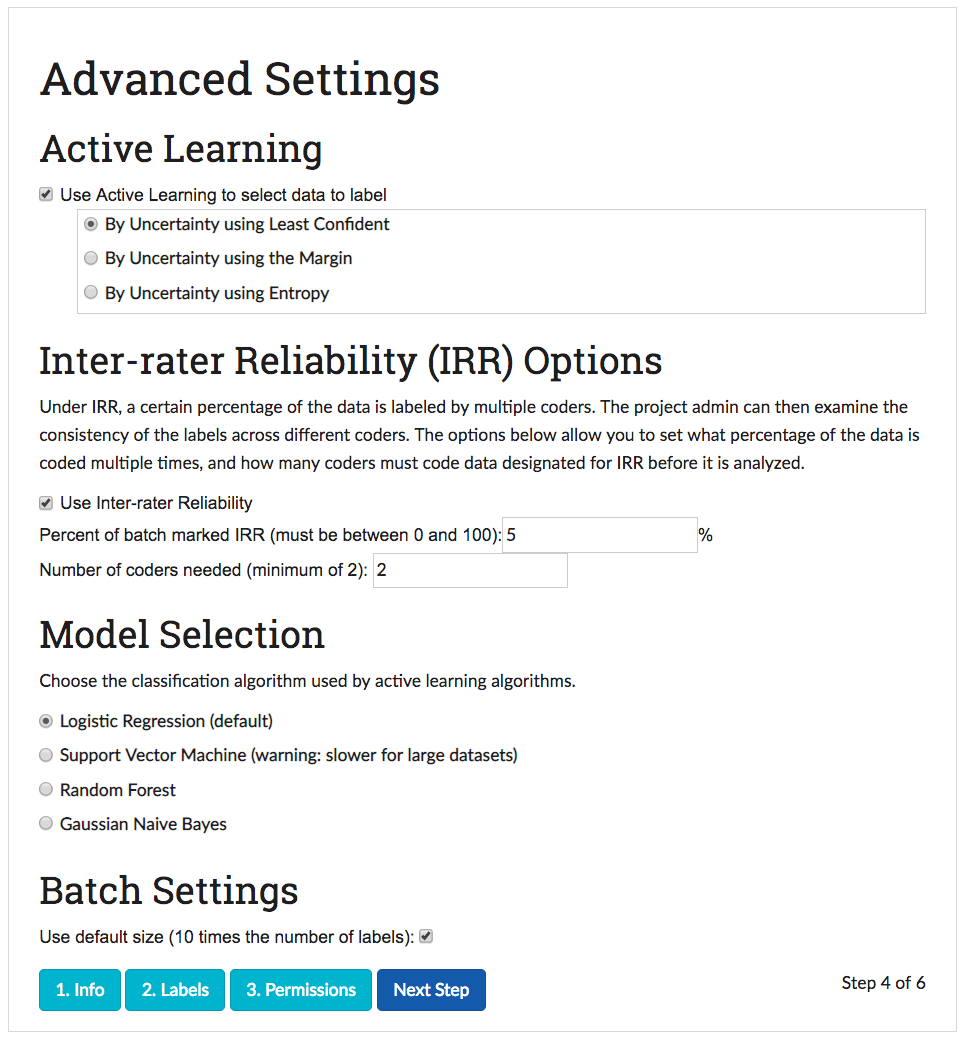 Advanced Settings
Active Learning
Use Active Learning to select data to label
By Uncertainty using Least Confident
By Uncertainty using the Margin
By Uncertainty using Entropy
Inter-rater Reliability (IRR) Options
Under IRR, a certain percentage of the data is labeled by multiple coders. The project admin can then examine the
consistency of the labels across different coders. The options below allow you to set what percentage of the data is
coded multiple times, and how many coders must code data designated for IRR before it is analyzed.
Use Inter-rater Reliability
Percent of batch marked IRR (must be between 0 and 100): 5 %
Number of coders needed (minimum of 2): 2
Model Selection
Choose the classification algorithm used by active learning algorithms.
Logistic Regression (default)
Support Vector Machine (warning: slower for large datasets)
Random Forest
Gaussian Naive Bayes
Batch Settings
Use default size (10 times the number of labels):
1. Info 2. Labels 3. Permissions Next Step Step 4 of 6